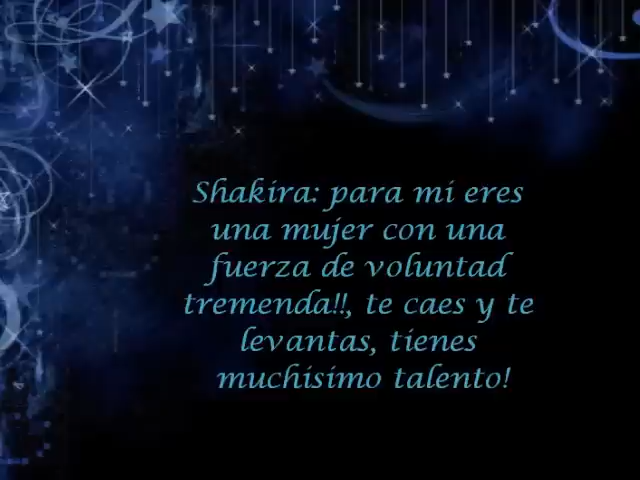 Shakira: para mi eres
una mujer con una
fuerza de voluntad
tremenda!!, te caes y te
levantas, tienes
muchisimo talento!